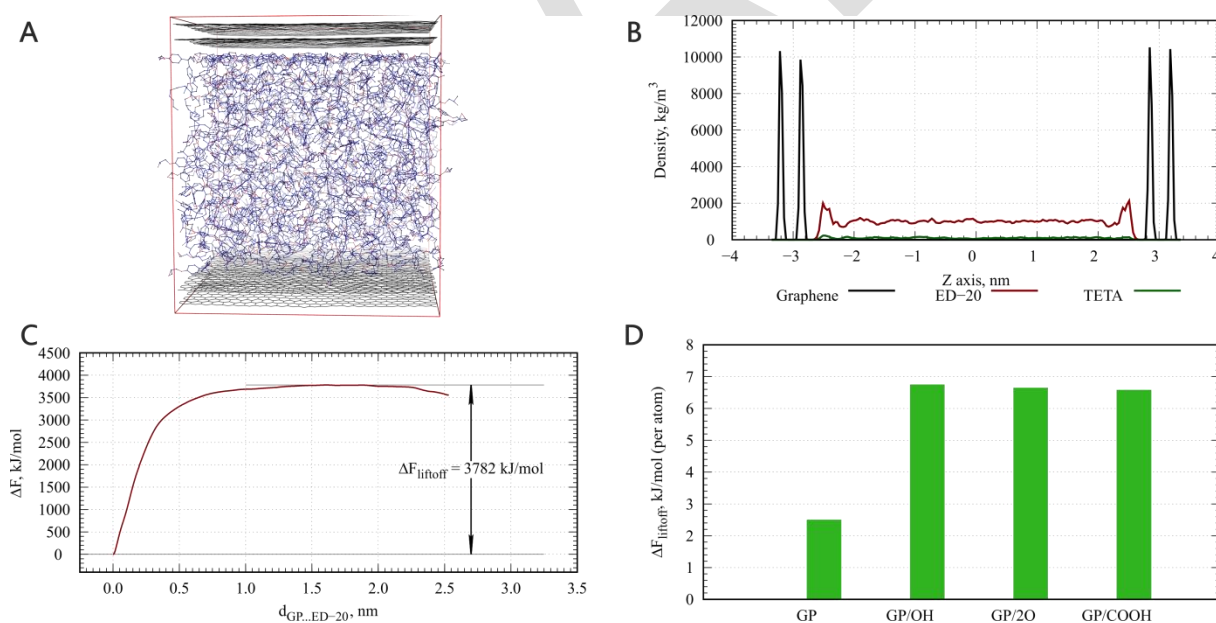 A
B
Density, kg/m³
12000
10000
8000
6000
4000
2000
0
−4 −3 −2 −1 0 1 2 3 4
Z axis, nm
Graphene ED−20 TETA
C
ΔF, kJ/mol
4500
4000
3500
3000
2500
2000
1500
1000
500
0
ΔFliftoff = 3782 kJ/mol
0.0 0.5 1.0 1.5 2.0 2.5 3.0 3.5
dGP...ED−20, nm
D
ΔFliftoff, kJ/mol (per atom)
8
7
6
5
4
3
2
1
0
GP GP/OH GP/2O GP/COOH